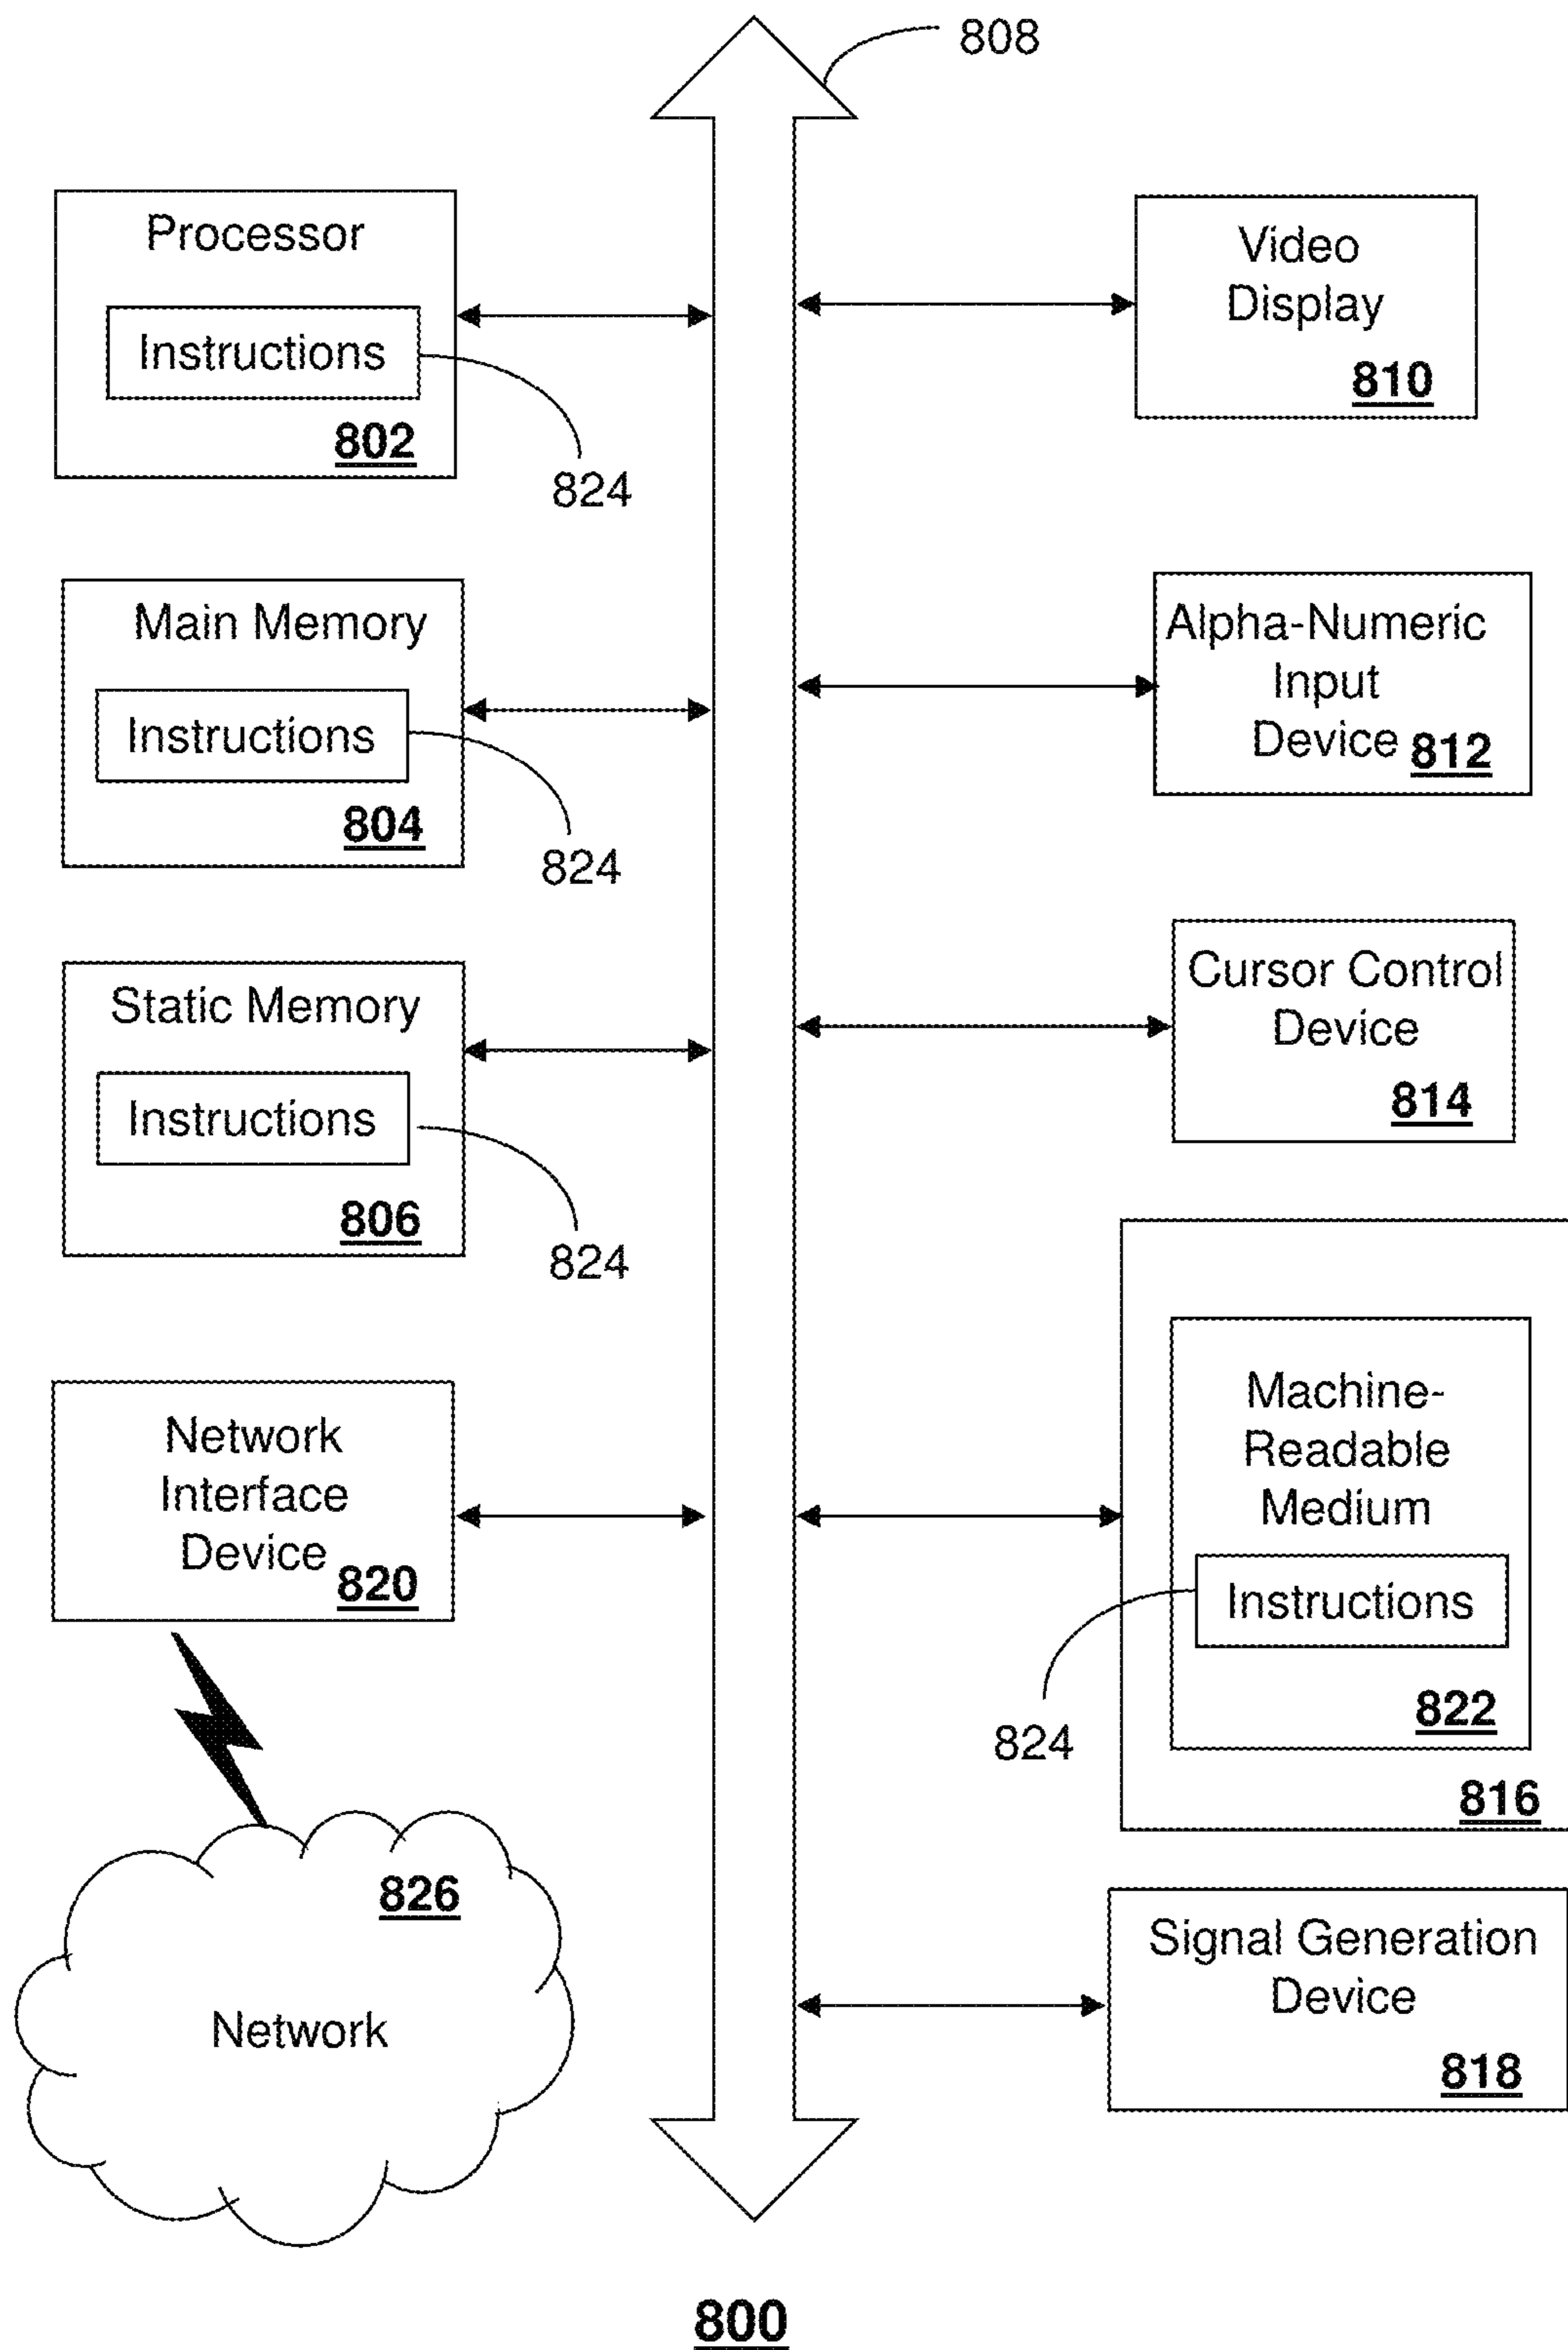 808
Processor
Instructions
802
824
Video
Display
810
Main Memory
Instructions
804
824
Alpha-Numeric
Input
Device 812
Static Memory
Instructions
806
824
Cursor Control
Device
814
Network
Interface
Device
820
Machine-
Readable
Medium
Instructions
822
824
816
826
Network
Signal Generation
Device
818
800